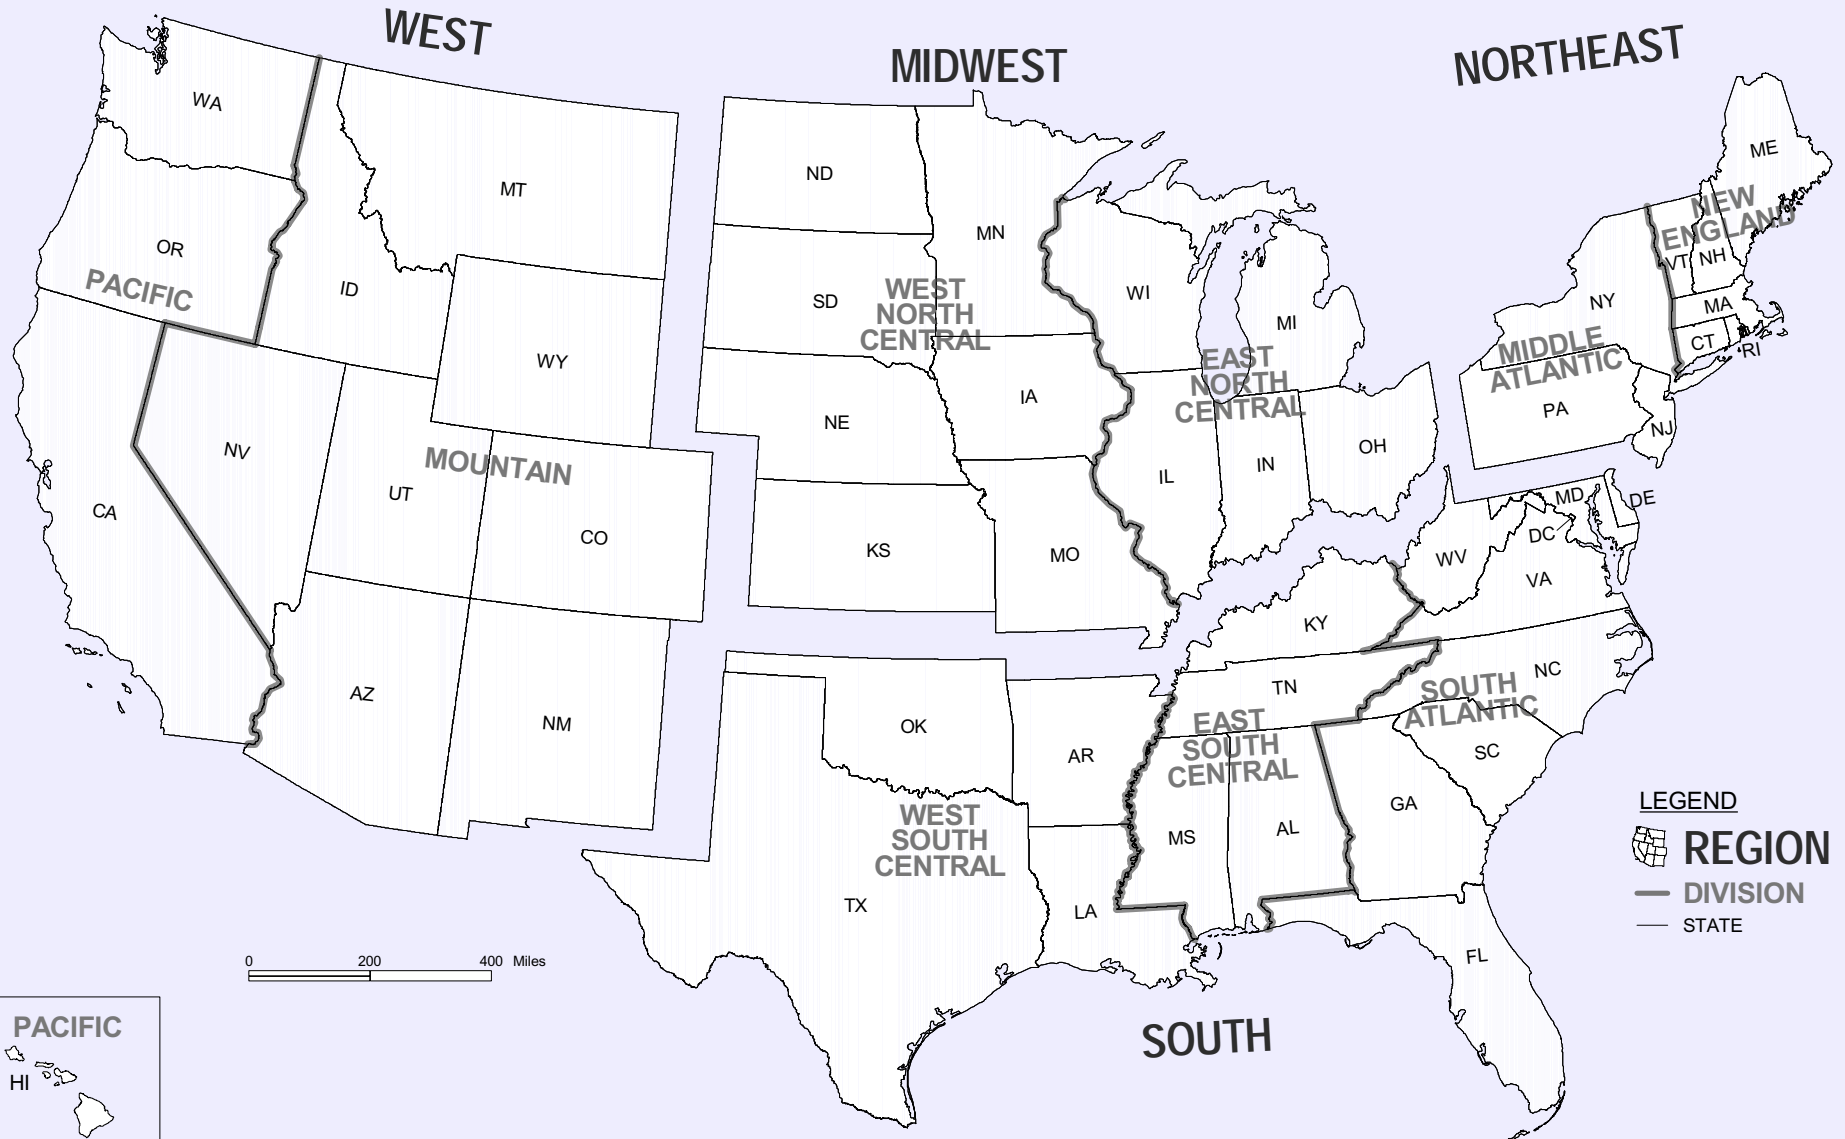 WEST
MIDWEST
NORTHEAST
WA
MT
ND
MN
ME
OR
PACIFIC
ID
WY
SD
WEST
NORTH
CENTRAL
WI
MI
EAST
NORTH
CENTRAL
NEW
ENGLAND
VT
NH
MA
NY
CT
RI
MIDDLE
ATLANTIC
PA
NJ
NV
CA
UT
MOUNTAIN
CO
NE
IA
KS
MO
IL
IN
OH
MD
DE
DC
WV
VA
KY
AZ
NM
OK
AR
TN
NC
SOUTH
ATLANTIC
SC
EAST
SOUTH
CENTRAL
WEST
SOUTH
CENTRAL
MS
AL
GA
TX
LA
FL
SOUTH
LEGEND
REGION
DIVISION
STATE
0 200 400 Miles
PACIFIC
HI